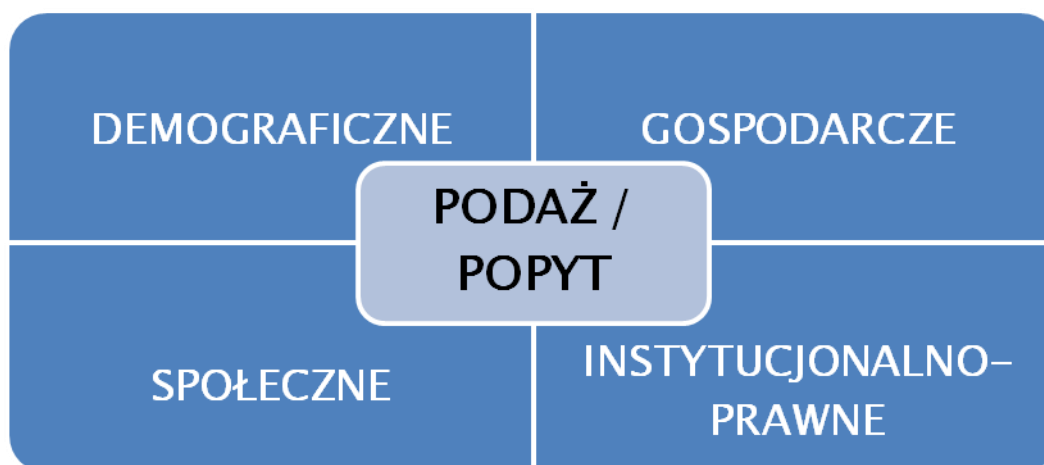 DEMOGRAFICZNE
GOSPODARCZE
PODAŻ /
POPYT
SPOŁECZNE
INSTYTUCJONALNO–
PRAWNE